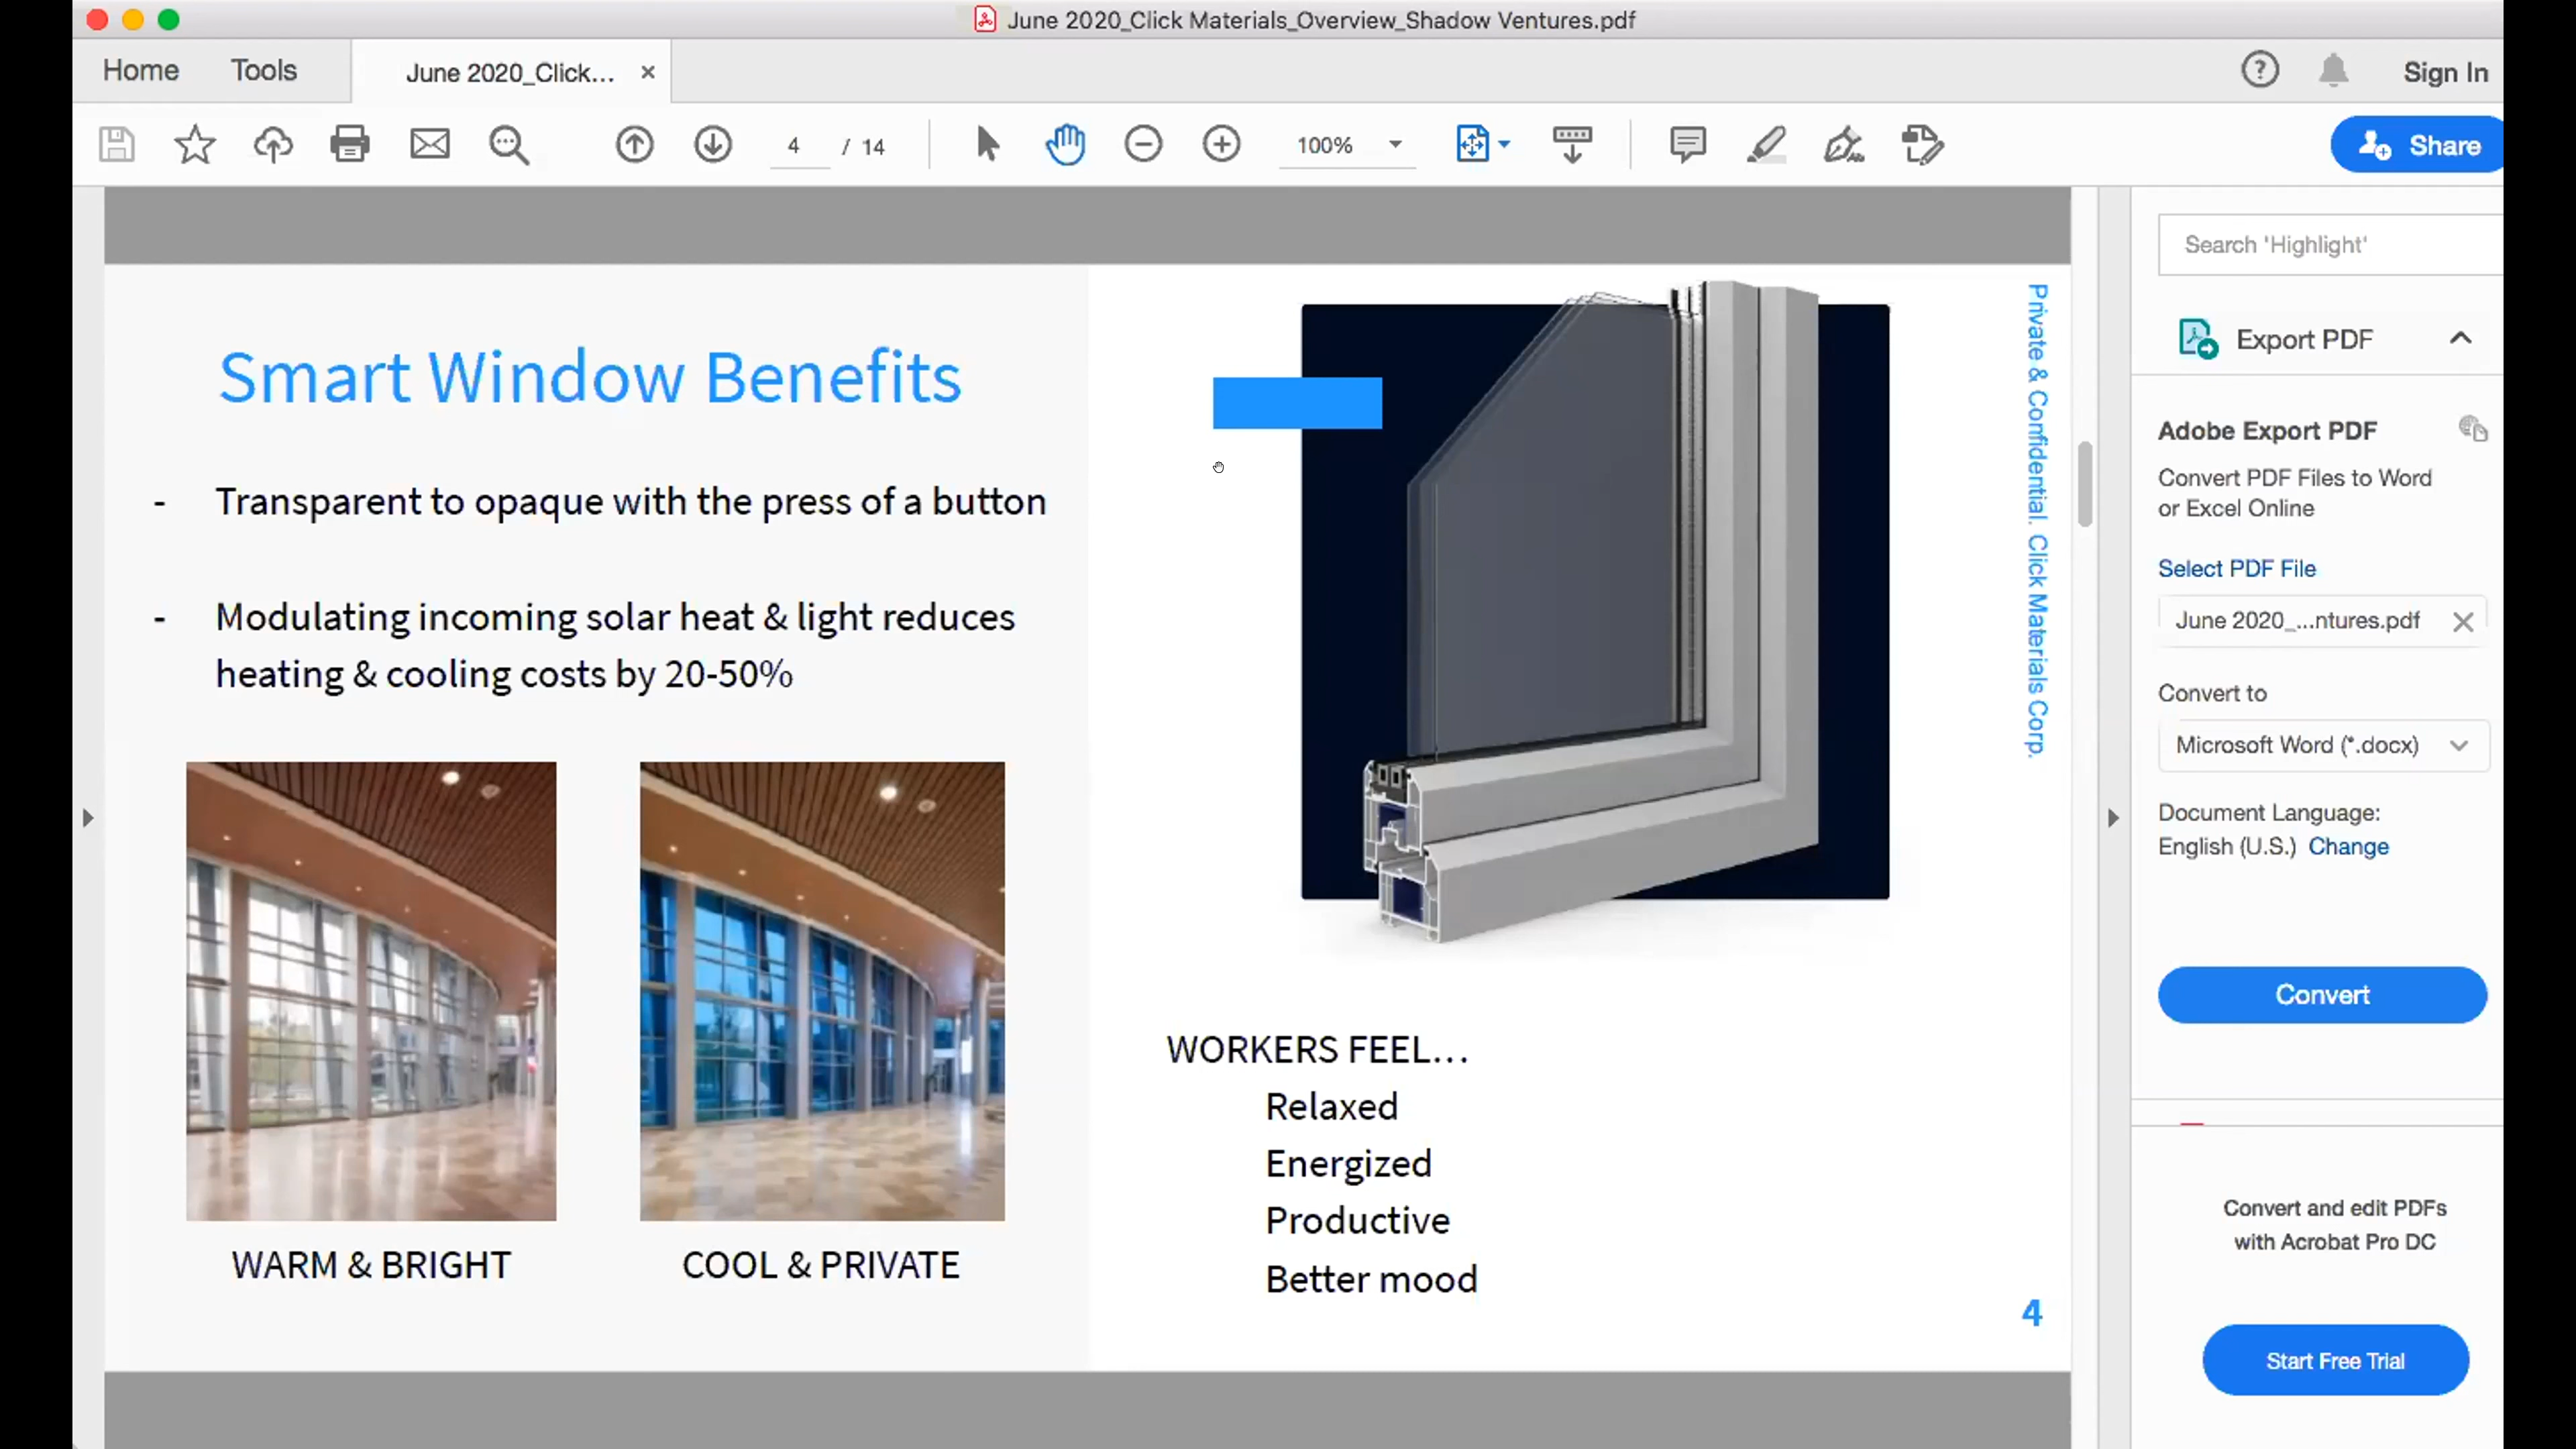 June 2020_Click Materials_Overview_Shadow Ventures.pdf
Home
Tools
June 2020_Click...
Sign In
4 / 14
100%
Share
Search 'Highlight'
Export PDF
Adobe Export PDF
Convert PDF Files to Word
or Excel Online
Select PDF File
June 2020_...ntures.pdf
Convert to
Microsoft Word (*.docx)
Document Language:
English (U.S.) Change
Convert
Convert and edit PDFs
with Acrobat Pro DC
Start Free Trial
Smart Window Benefits
- Transparent to opaque with the press of a button
- Modulating incoming solar heat & light reduces
heating & cooling costs by 20-50%
WARM & BRIGHT
COOL & PRIVATE
WORKERS FEEL...
Relaxed
Energized
Productive
Better mood
Private & Confidential. Click Materials Corp.
4